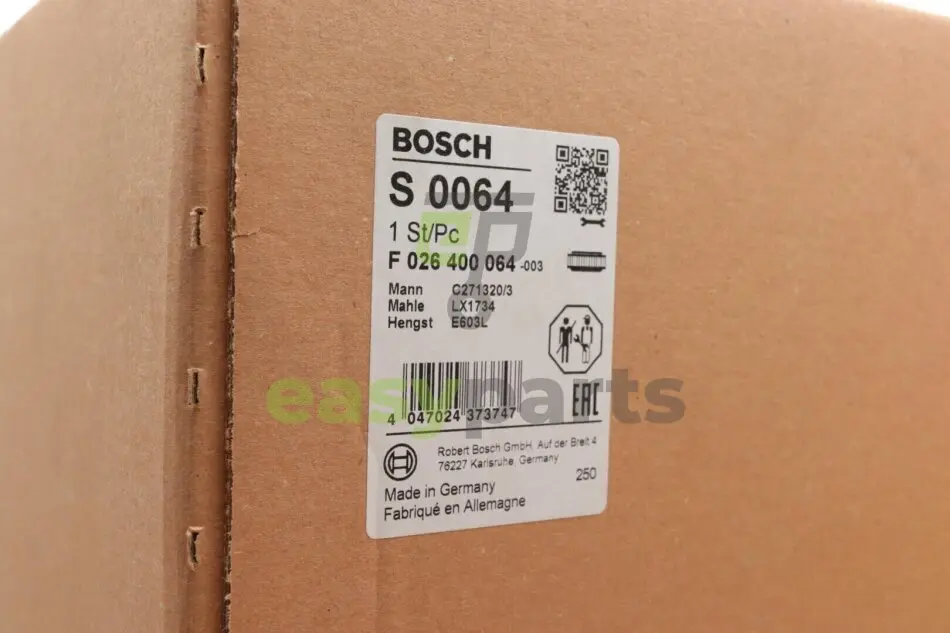 BOSCH
S 0064
1 St/Pc
F 026 400 064 -003
Mann C271320/3
Mahle LX1734
Hengst E603L
4 047024 373747
EAC
Robert Bosch GmbH, Auf der Breit 4
76227 Karlsruhe, Germany
250
Made in Germany
Fabriqué en Allemagne
easyparts